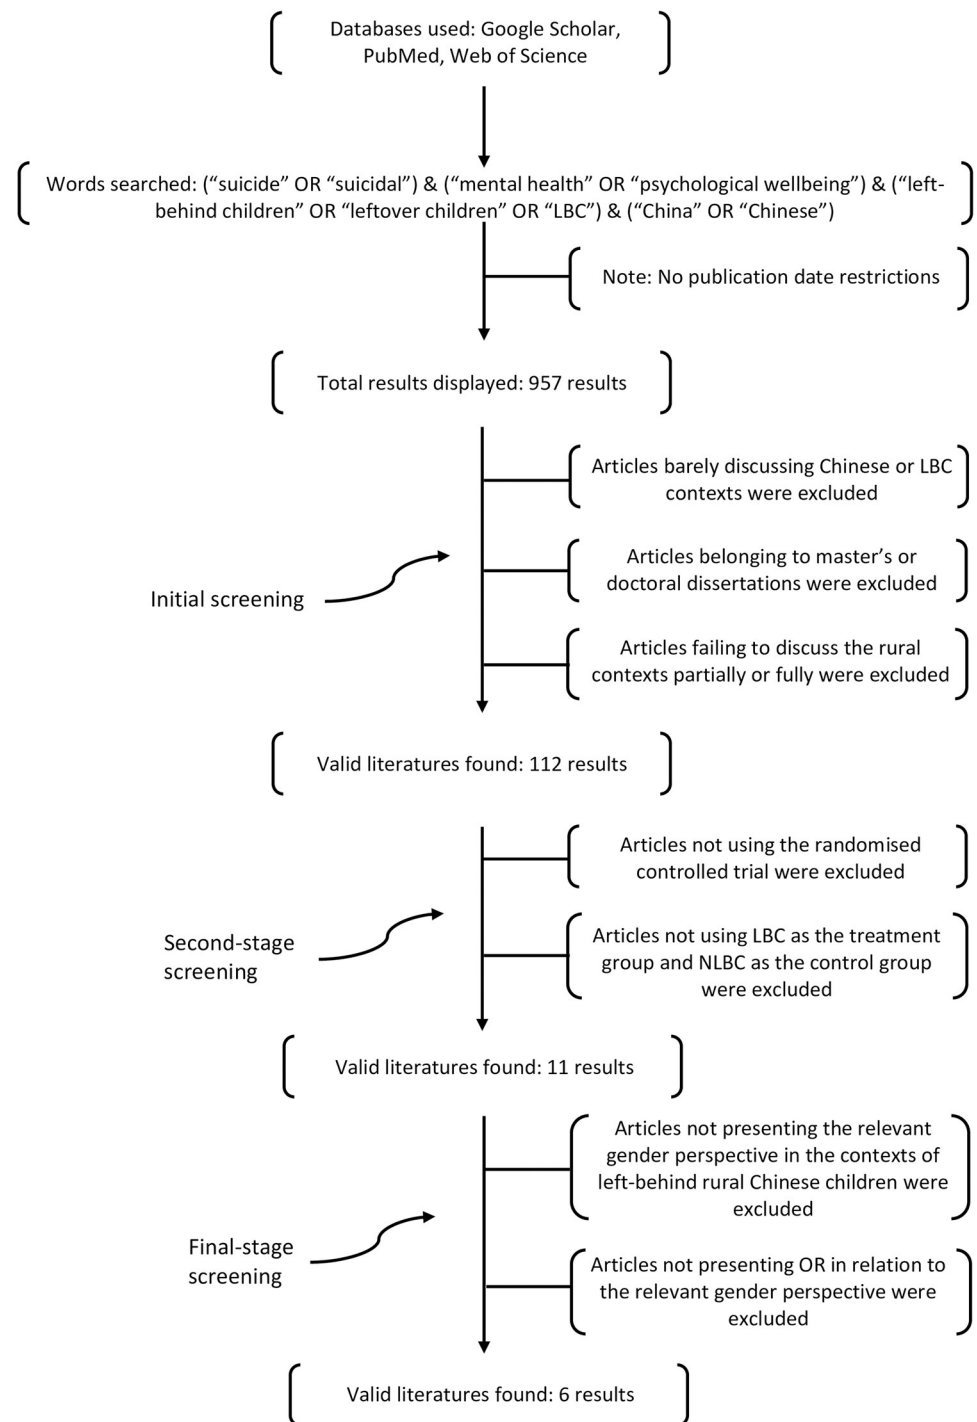 Databases used: Google Scholar,
PubMed, Web of Science
Words searched: (“suicide” OR “suicidal”) & (“mental health” OR “psychological wellbeing”) & (“left-
behind children” OR “leftover children” OR “LBC”) & (“China” OR “Chinese”)
Note: No publication date restrictions
Total results displayed: 957 results
Articles barely discussing Chinese or LBC
contexts were excluded
Articles belonging to master’s or
doctoral dissertations were excluded
Initial screening
Articles failing to discuss the rural
contexts partially or fully were excluded
Valid literatures found: 112 results
Articles not using the randomised
controlled trial were excluded
Second-stage
screening
Articles not using LBC as the treatment
group and NLBC as the control group
were excluded
Valid literatures found: 11 results
Articles not presenting the relevant
gender perspective in the contexts of
left-behind rural Chinese children were
excluded
Final-stage
screening
Articles not presenting OR in relation to
the relevant gender perspective were
excluded
Valid literatures found: 6 results